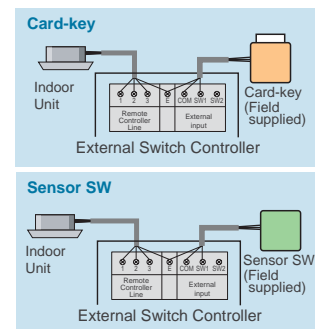 Card-key
Indoor
Unit
Card-key
(Field
supplied)
1 2 3 E COM SW1 SW2
Remote
Controller
Line
External
input
External Switch Controller
Sensor SW
Indoor
Unit
Sensor SW
(Field
supplied)
1 2 3 E COM SW1 SW2
Remote
Controller
Line
External
input
External Switch Controller